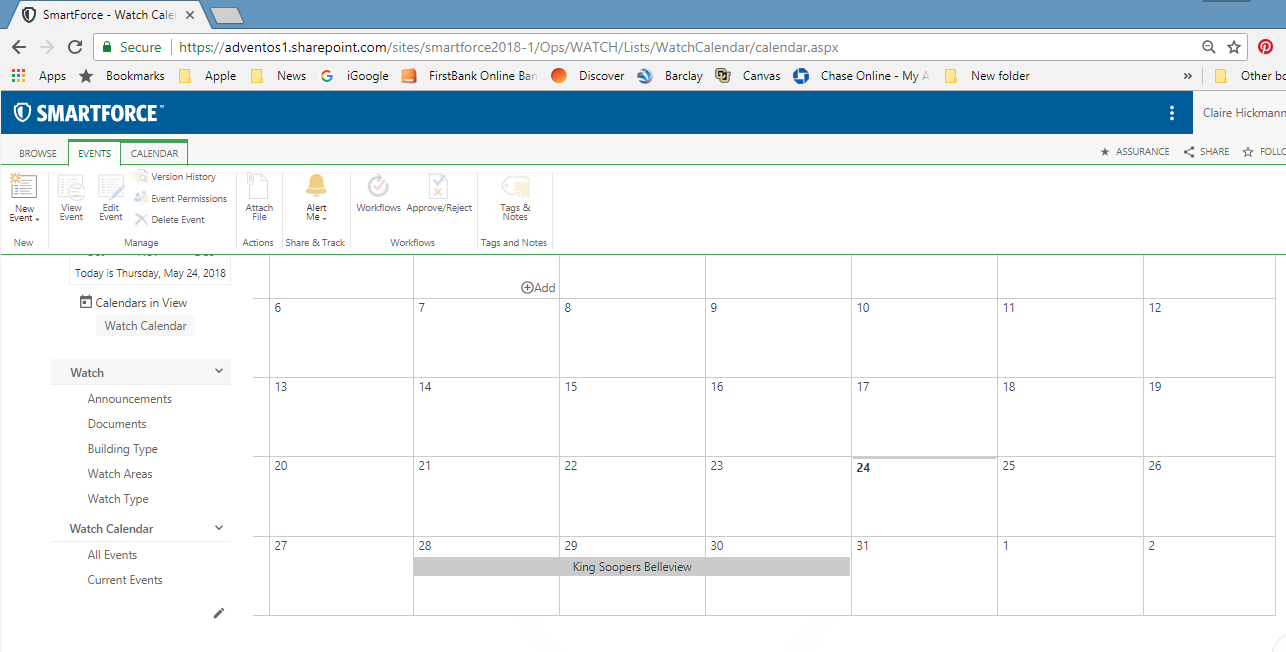 SmartForce - Watch Cale
Secure https://adventos1.sharepoint.com/sites/smartforce2018-1/Ops/WATCH/Lists/WatchCalendar/calendar.aspx
Apps Bookmarks Apple News iGoogle FirstBank Online Ban Discover Barclay Canvas Chase Online - My A New folder » Other bo
SMARTFORCE™ Claire Hickmann
BROWSE EVENTS CALENDAR ASSURANCE SHARE FOLLO
New Event View Event Edit Event Version History Event Permissions Delete Event Attach File Alert Me Workflows Approve/Reject Tags & Notes
New Manage Actions Share & Track Workflows Tags and Notes
Today is Thursday, May 24, 2018
Add
Calendars in View
Watch Calendar
6 7 8 9 10 11 12
Watch
Announcements
Documents
Building Type
Watch Areas
Watch Type
13 14 15 16 17 18 19
20 21 22 23 24 25 26
Watch Calendar
All Events
Current Events
27 28 29 30 31 1 2
King Soopers Belleview